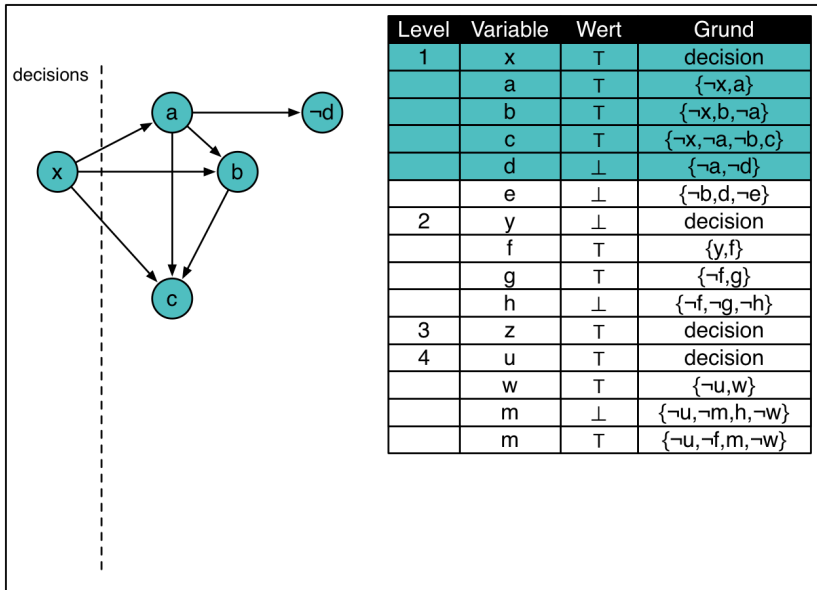 decisions
a
¬d
x
b
c
Level Variable Wert Grund
1 x ⊤ decision
a ⊤ {¬x,a}
b ⊤ {¬x,b,¬a}
c ⊤ {¬x,¬a,¬b,c}
d ⊥ {¬a,¬d}
e ⊥ {¬b,d,¬e}
2 y ⊥ decision
f ⊤ {y,f}
g ⊤ {¬f,g}
h ⊥ {¬f,¬g,¬h}
3 z ⊤ decision
4 u ⊤ decision
w ⊤ {¬u,w}
m ⊥ {¬u,¬m,h,¬w}
m ⊤ {¬u,¬f,m,¬w}